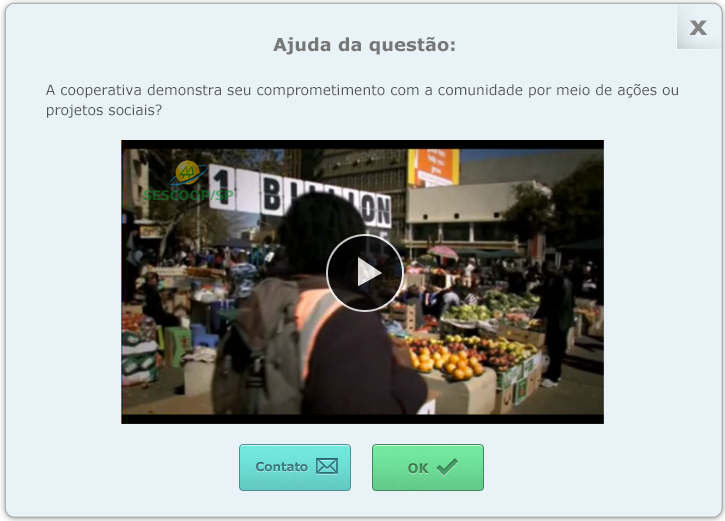 Ajuda da questão:
X
A cooperativa demonstra seu comprometimento com a comunidade por meio de ações ou
projetos sociais?
SESCOOP/SP
1 BILLION
Contato
OK